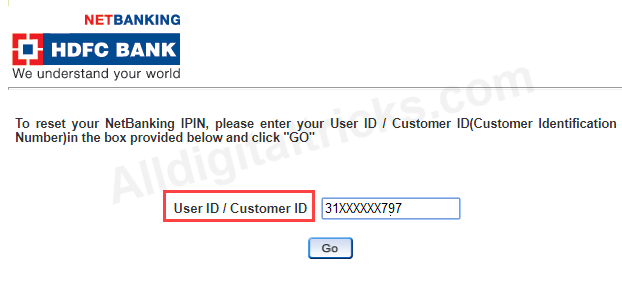 NETBANKING
HDFC BANK
We understand your world
To reset your NetBanking IPIN, please enter your User ID / Customer ID(Customer Identification
Number)in the box provided below and click "GO"
Alldigitaltricks.com
User ID / Customer ID 31XXXXXX797
Go